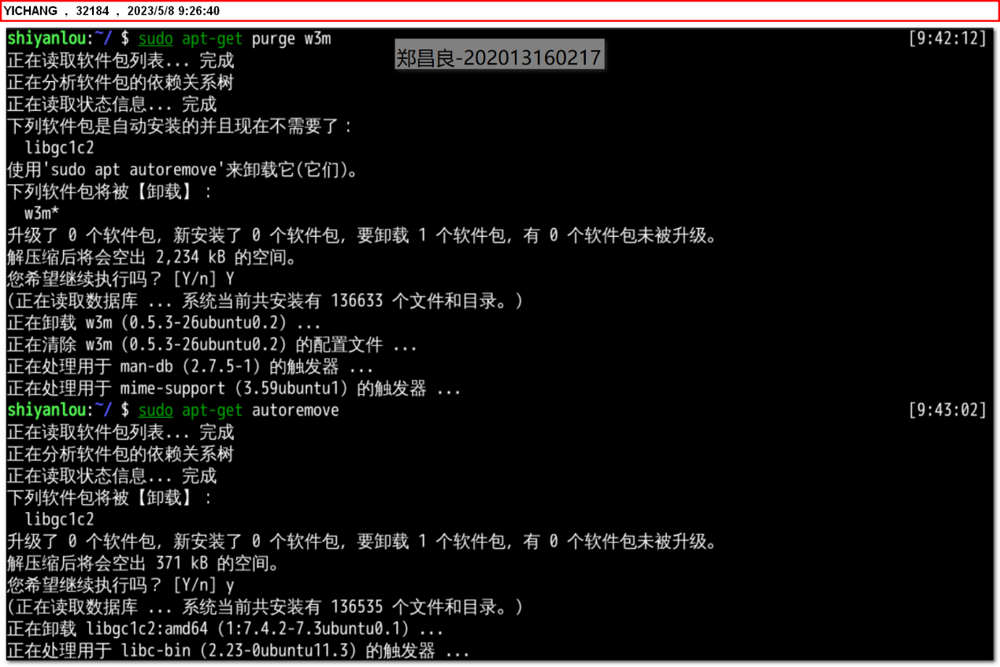 YICHANG , 32184 , 2023/5/8 9:26:40
shiyanlou:~/ $ sudo apt-get purge w3m [9:42:12]
郑昌良-202013160217
正在读取软件包列表... 完成
正在分析软件包的依赖关系树
正在读取状态信息... 完成
下列软件包是自动安装的并且现在不需要了：
libgc1c2
使用'sudo apt autoremove'来卸载它(它们)。
下列软件包将被【卸载】：
w3m*
升级了 0 个软件包，新安装了 0 个软件包，要卸载 1 个软件包，有 0 个软件包未被升级。
解压缩后将会空出 2,234 kB 的空间。
您希望继续执行吗？ [Y/n] Y
(正在读取数据库 ... 系统当前共安装有 136633 个文件和目录。)
正在卸载 w3m (0.5.3-26ubuntu0.2) ...
正在清除 w3m (0.5.3-26ubuntu0.2) 的配置文件 ...
正在处理用于 man-db (2.7.5-1) 的触发器 ...
正在处理用于 mime-support (3.59ubuntu1) 的触发器 ...
shiyanlou:~/ $ sudo apt-get autoremove [9:43:02]
正在读取软件包列表... 完成
正在分析软件包的依赖关系树
正在读取状态信息... 完成
下列软件包将被【卸载】：
libgc1c2
升级了 0 个软件包，新安装了 0 个软件包，要卸载 1 个软件包，有 0 个软件包未被升级。
解压缩后将会空出 371 kB 的空间。
您希望继续执行吗？ [Y/n] y
(正在读取数据库 ... 系统当前共安装有 136535 个文件和目录。)
正在卸载 libgc1c2:amd64 (1:7.4.2-7.3ubuntu0.1) ...
正在处理用于 libc-bin (2.23-0ubuntu11.3) 的触发器 ...